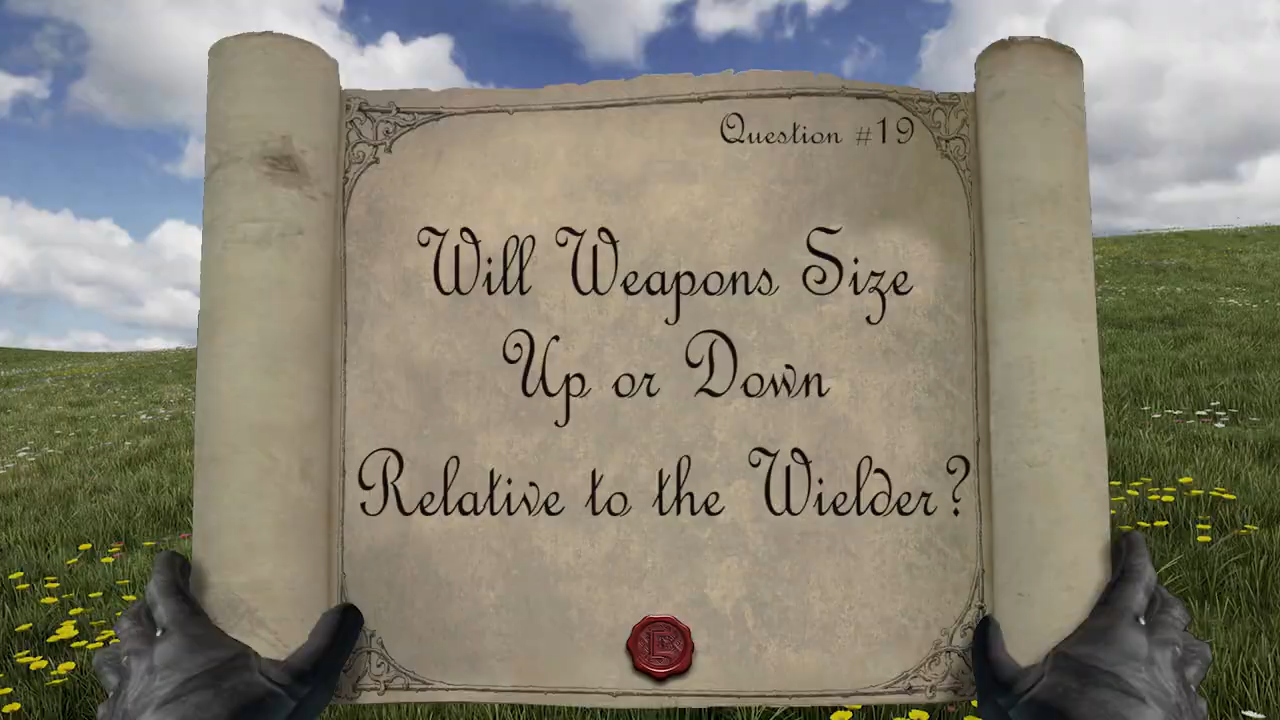 Question #19
Will Weapons Size
Up or Down
Relative to the Wielder?